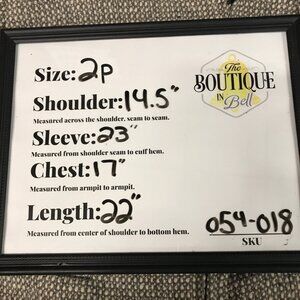 Size: 2P
The
BOUTIQUE
IN
Bell
Shoulder: 14.5"
Measured across the shoulder, seam to seam.
Sleeve: 23"
Measured from shoulder seam to cuff hem.
Chest: 17"
Measured from armpit to armpit.
Length: 22"
Measured from center of shoulder to bottom hem.
054-018
SKU